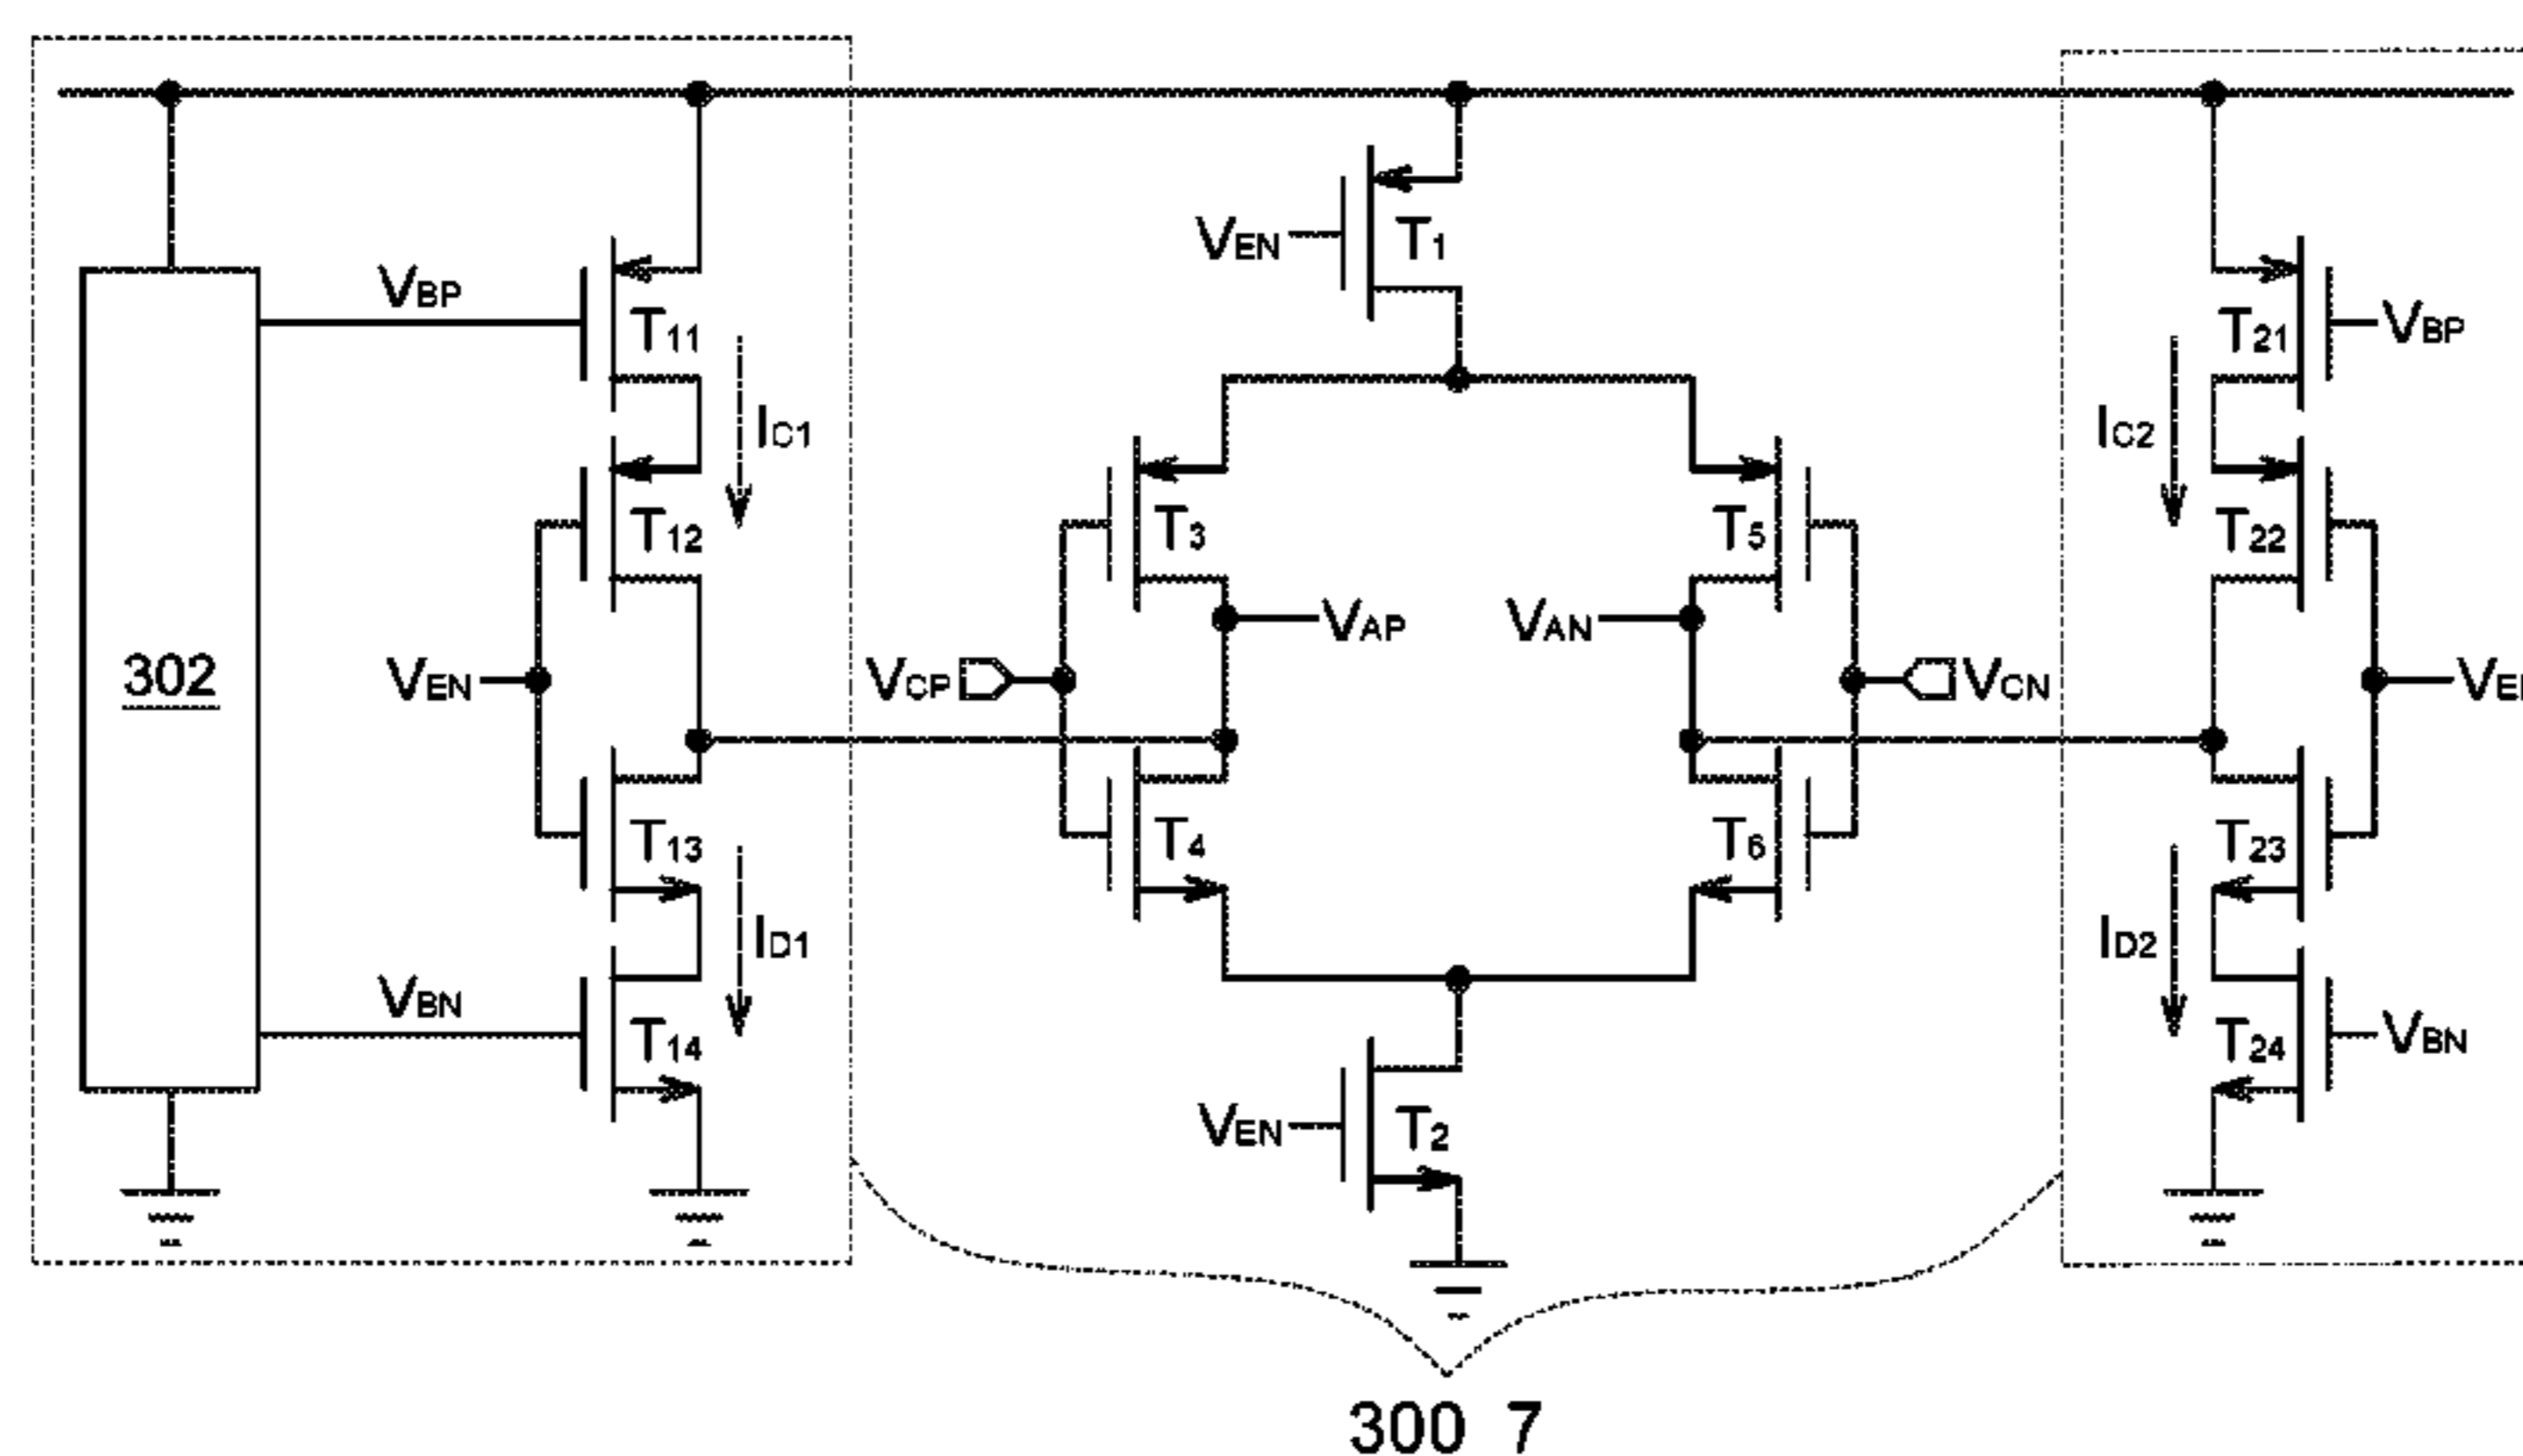 VEN
T1
VBP
T11
T21
VBP
IC1
IC2
T12
T3
T5
T22
VAP
VAN
302
VEN
VCP
VCN
T13
T4
T6
T23
ID1
ID2
VBN
T14
VEN
T2
T24
VBN
300 7